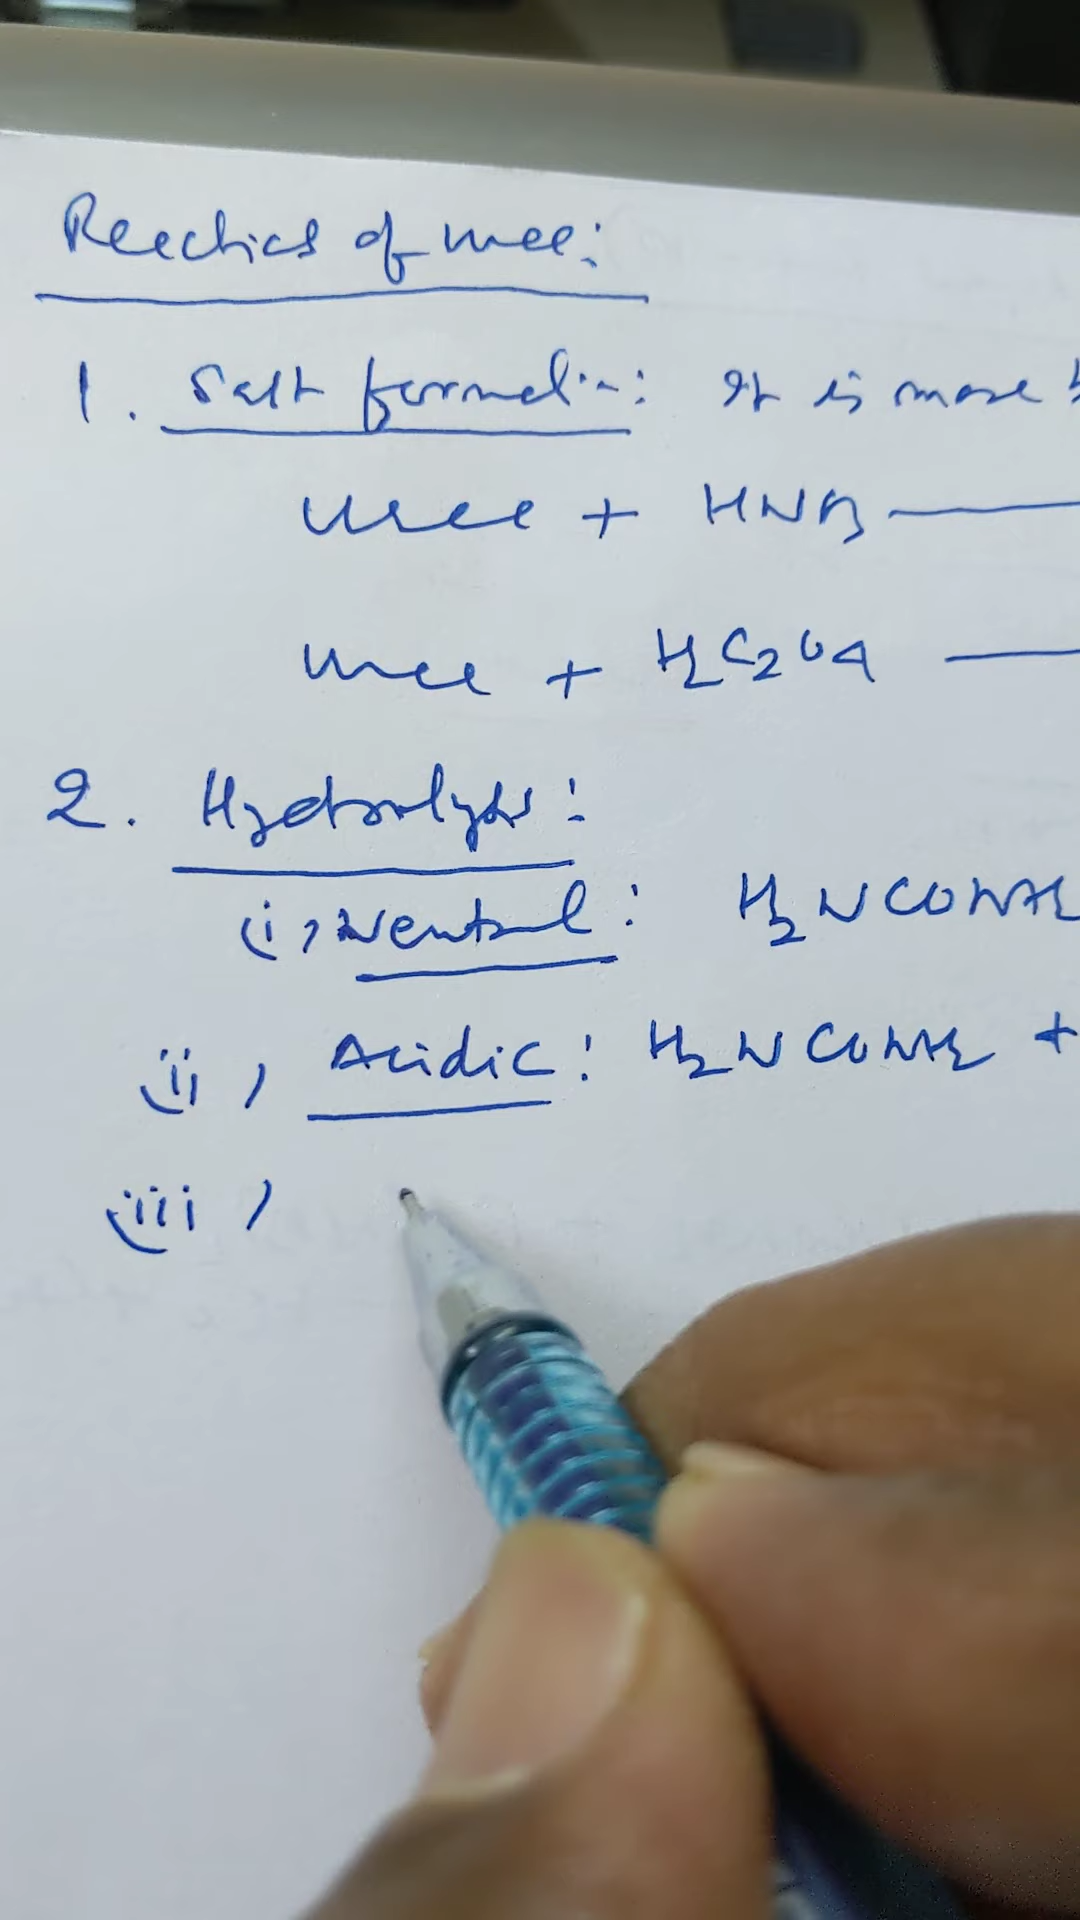 Reactions of urea:
1. Salt formation: It is more
urea + HNO3
urea + H2C2O4
2. Hydrolysis:
(i), Neutral: H2NCONH2
(ii), Acidic: H2NCONH2 +
(iii),